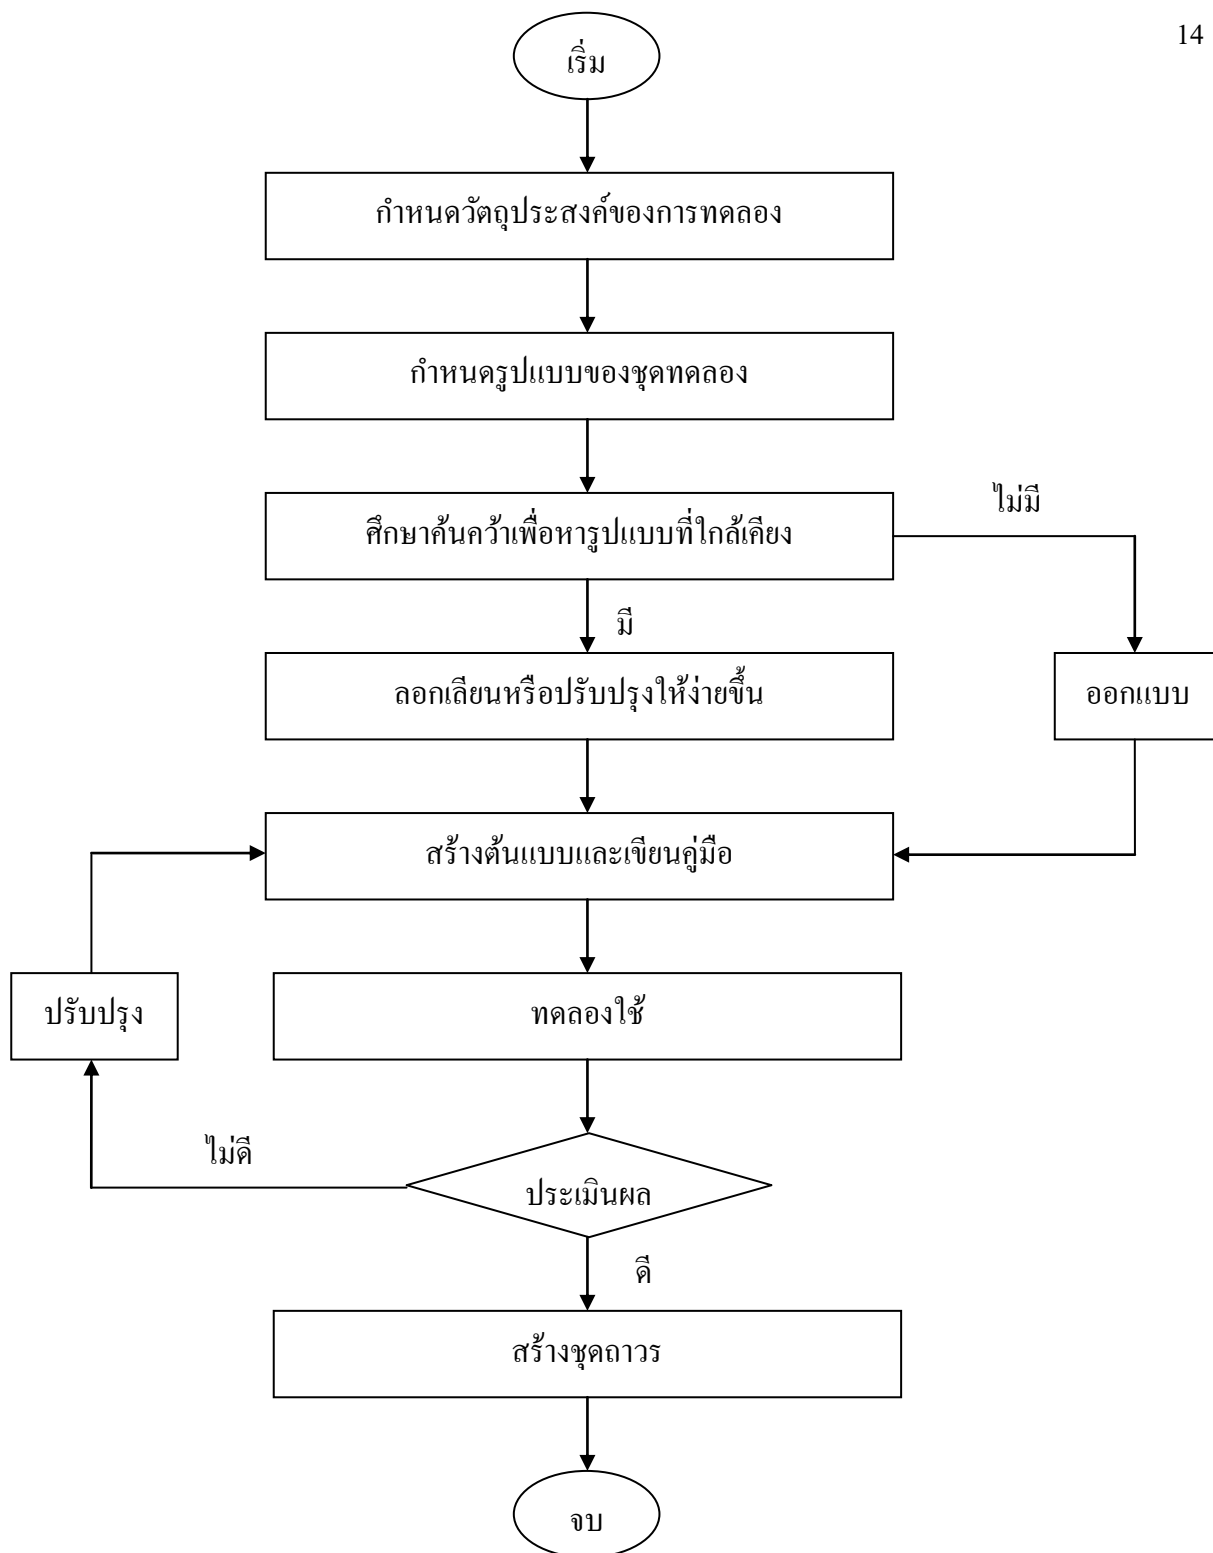 14
เริ่ม
กำหนดวัตถุประสงค์ของการทดลอง
กำหนดรูปแบบของชุดทดลอง
ไม่มี
ศึกษาค้นคว้าเพื่อหารูปแบบที่ใกล้เคียง
มี
ลอกเลียนหรือปรับปรุงให้ง่ายขึ้น
ออกแบบ
สร้างต้นแบบและเขียนคู่มือ
ปรับปรุง
ทดลองใช้
ไม่ดี
ประเมินผล
ดี
สร้างชุดถาวร
จบ